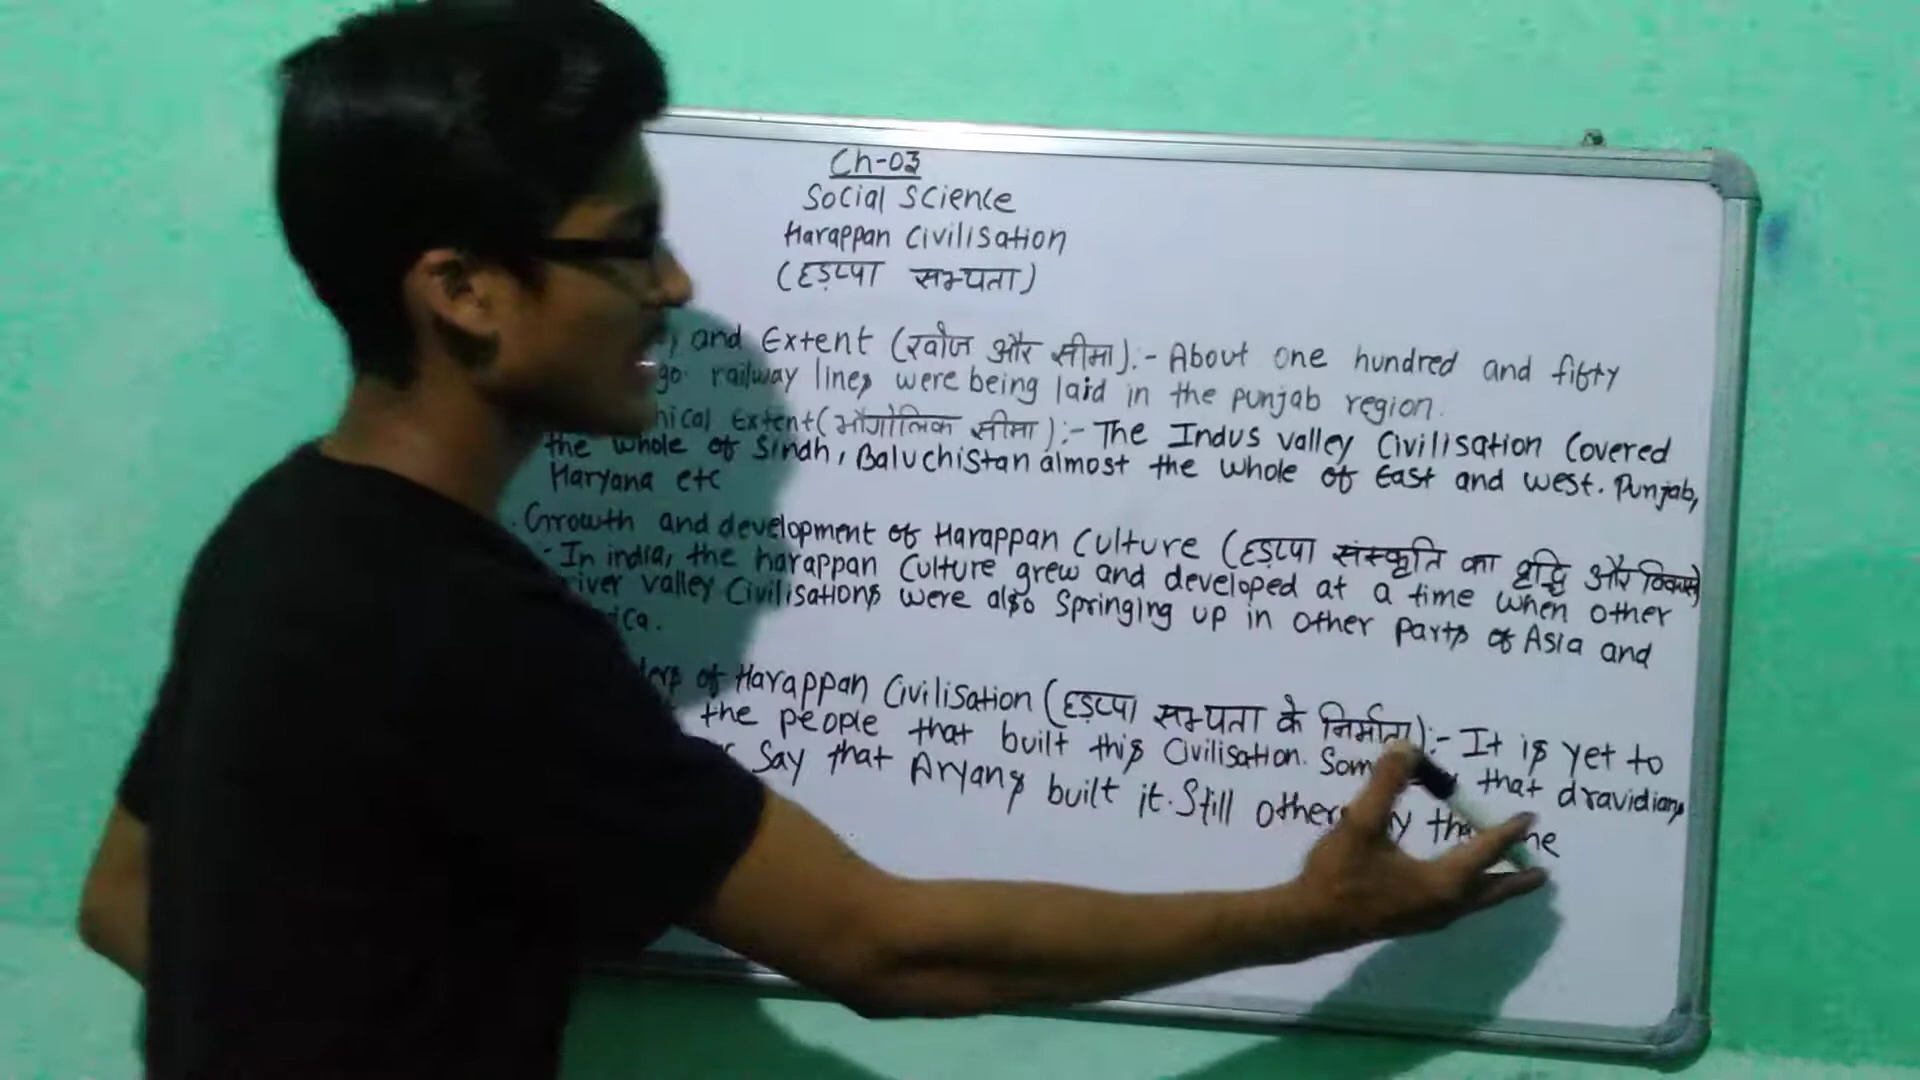 Ch-03
Social Science
Harappan Civilisation
(हड़प्पा सभ्यता)
and Extent (खोज और सीमा):- About one hundred and fifty
go railway lines were being laid in the punjab region.
Extent (भौगोलिक सीमा):- The Indus valley Civilisation Covered
the whole of Sindh, Baluchistan almost the whole of East and west. Punjab,
Haryana etc
Growth and development of Harappan Culture (हड़प्पा संस्कृति का वृद्धि और विकास)
- In india, the harappan Culture grew and developed at a time when other
river valley Civilisations were also Springing up in other parts of Asia and
of Harappan Civilisation (हड़प्पा सभ्यता के निर्माता):- It is yet to
the people that built this Civilisation. that dravidians
Say that Aryans built it. Still